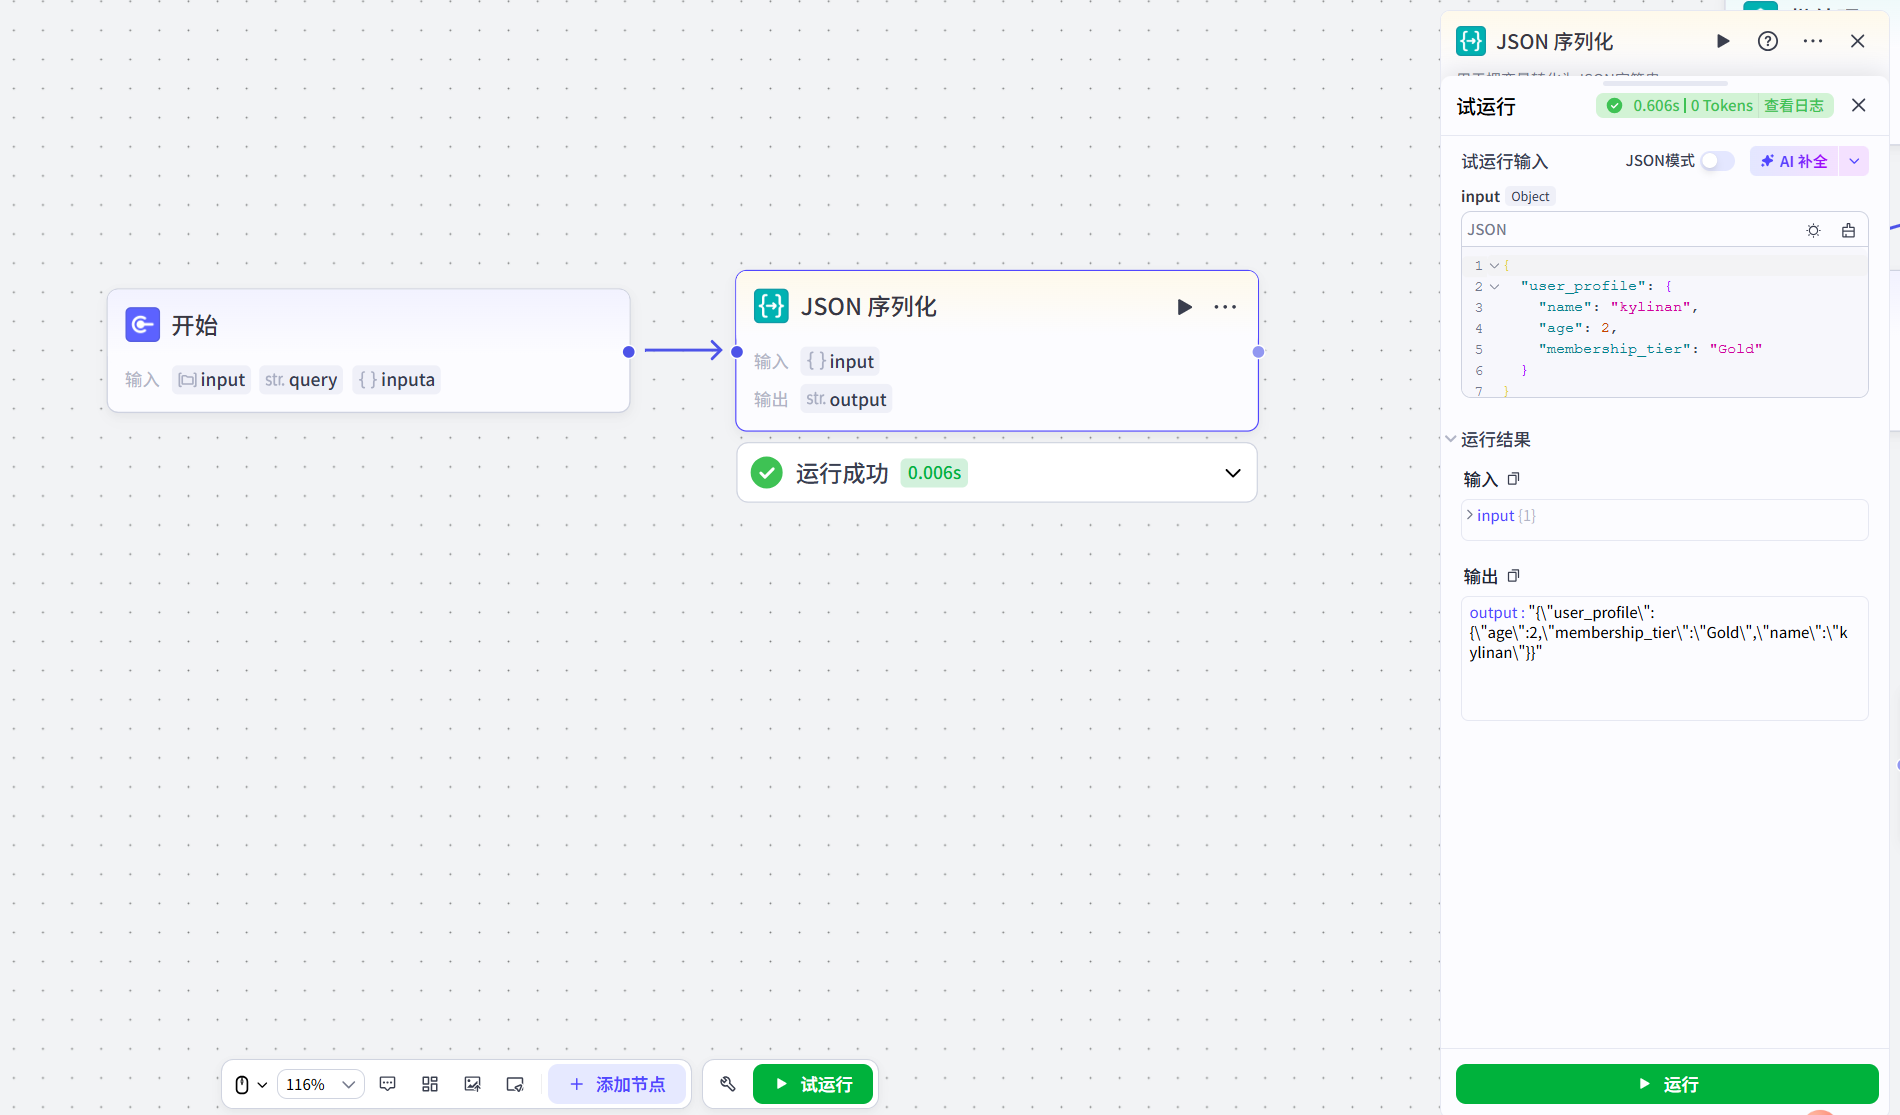 JSON 序列化
试运行
0.606s | 0 Tokens 查看日志
试运行输入
JSON模式
AI 补全
input Object
JSON
1 {
2 "user_profile": {
3 "name": "kylinan",
4 "age": 2,
5 "membership_tier": "Gold"
6 }
7 }
运行结果
输入
input {1}
输出
output : "{\"user_profile\":
{\"age\":2,\"membership_tier\":\"Gold\",\"name\":\"k
ylinan\"}}"
运行
开始
输入 input str. query { } inputa
JSON 序列化
输入 { } input
输出 str. output
运行成功 0.006s
116%
添加节点
试运行